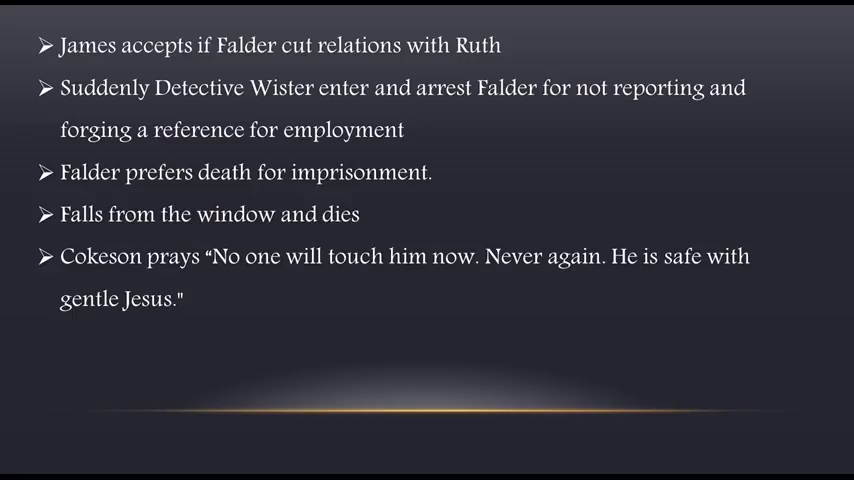 ➢ James accepts if Falder cut relations with Ruth
➢ Suddenly Detective Wister enter and arrest Falder for not reporting and
forging a reference for employment
➢ Falder prefers death for imprisonment.
➢ Falls from the window and dies
➢ Cokeson prays “No one will touch him now. Never again. He is safe with
gentle Jesus."